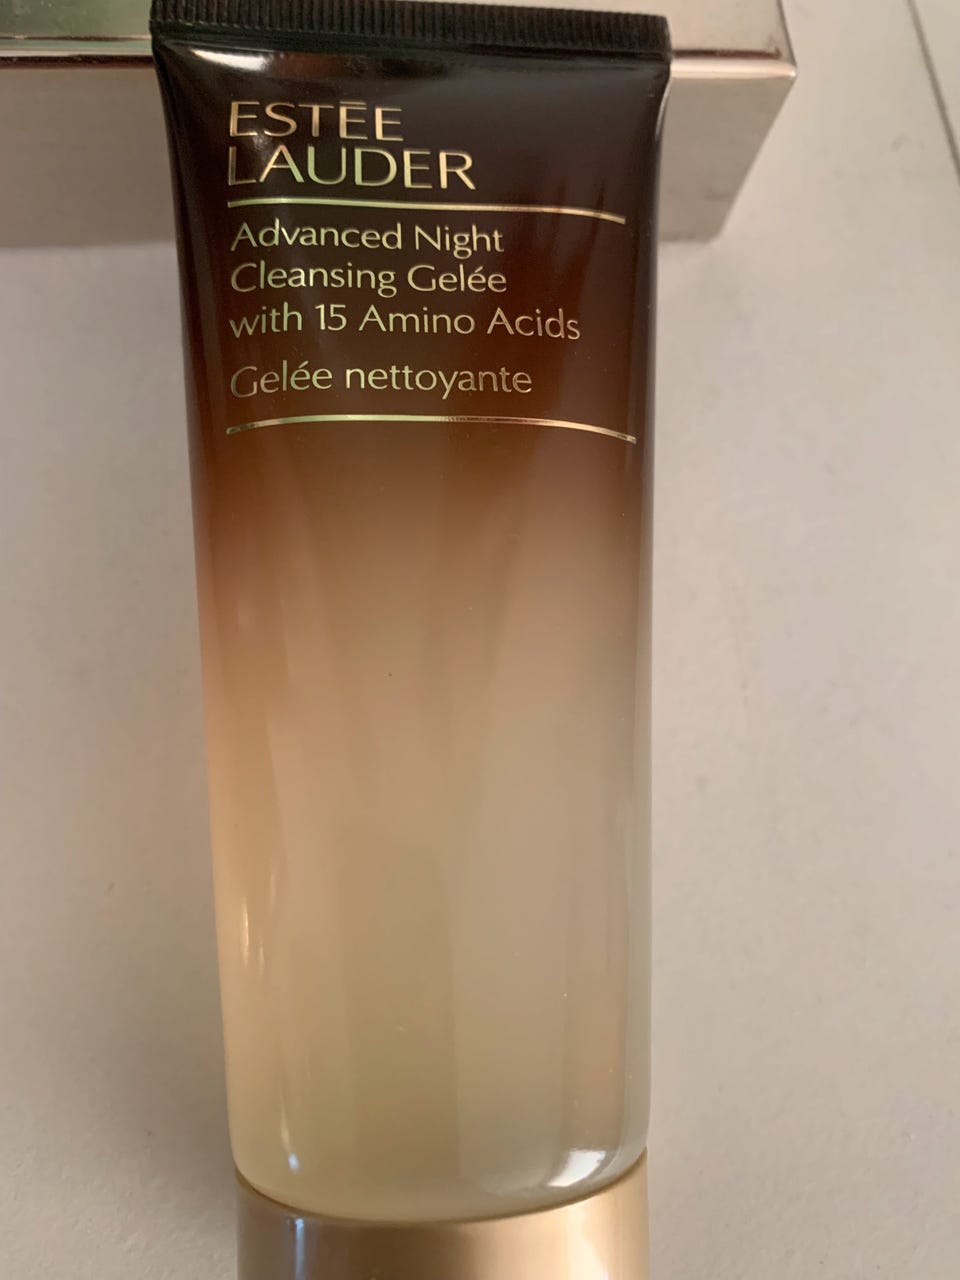 ESTĒE
LAUDER
Advanced Night
Cleansing Gelée
with 15 Amino Acids
Gelée nettoyante